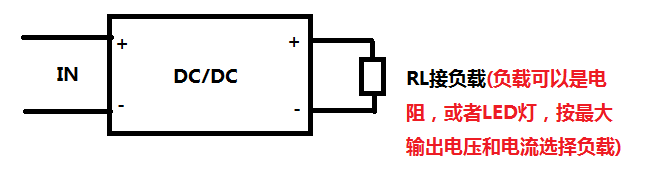 +
+
IN
DC/DC
-
-
RL接负载(负载可以是电
阻，或者LED灯，按最大
输出电压和电流选择负载)